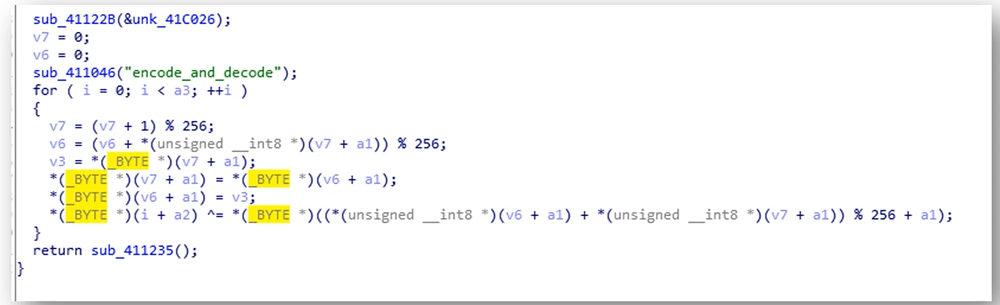 sub_41122B(&unk_41C026);
v7 = 0;
v6 = 0;
sub_411046("encode_and_decode");
for ( i = 0; i < a3; ++i )
{
v7 = (v7 + 1) % 256;
v6 = (v6 + *(unsigned __int8 *)(v7 + a1)) % 256;
v3 = *(_BYTE *)(v7 + a1);
*(_BYTE *)(v7 + a1) = *(_BYTE *)(v6 + a1);
*(_BYTE *)(v6 + a1) = v3;
*(_BYTE *)(i + a2) ^= *(_BYTE *)((*(unsigned __int8 *)(v6 + a1) + *(unsigned __int8 *)(v7 + a1)) % 256 + a1);
}
return sub_411235();
}